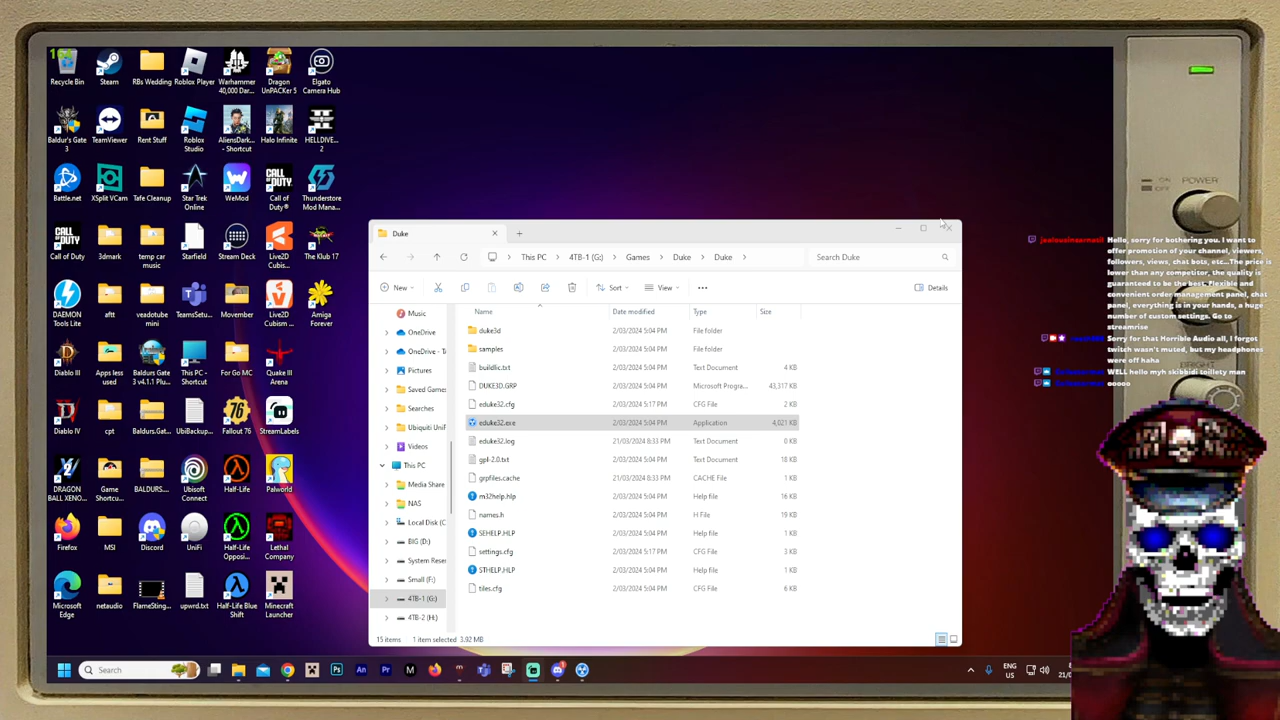 Recycle Bin
Steam
RBs Wedding
Roblox Player
Warhammer 40,000 Dar...
Dragon UnPACKer 5
Elgato Camera Hub
Baldur's Gate 3
TeamViewer
Rent Stuff
Roblox Studio
AliensDark... - Shortcut
Halo Infinite
HELLDIVE... 2
Battle.net
XSplit VCam
Tafe Cleanup
Star Trek Online
WeMod
CALL OF DUTY
Call of Duty®
Thunderstore Mod Mana...
CALL OF DUTY
Call of Duty
3dmark
temp car music
Starfield
Stream Deck
Live2D Cubis...
The Klub 17
DAEMON Tools Lite
aftt
veadotube mini
TeamsSetu...
Movember
Live2D Cubism ...
Amiga Forever
Diablo III
Apps less used
Baldurs Gate 3 v4.1.1 Plu...
This PC - Shortcut
For Go MC
Quake III Arena
Diablo IV
cpt
Baldurs.Gat...
UbiBackup...
76
Fallout 76
StreamLabels
DRAGON BALL XENO...
Game Shortcut...
BALDURS....
Ubisoft Connect
Half-Life
Palworld
Firefox
MSI
Discord
UniFi
Half-Life Opposi...
Lethal Company
Microsoft Edge
netaudio
FlameSting...
upwrd.txt
Half-Life Blue Shift
Minecraft Launcher
Duke
This PC
4TB-1 (G:)
Games
Duke
Duke
Search Duke
New
Sort
View
Details
Name
Date modified
Type
Size
Music
OneDrive
OneDrive - T
Pictures
Saved Games
Searches
Ubiquiti UniF
Videos
This PC
Media Share
NAS
Local Disk (C
BIG (D:)
System Reser
Small (F:)
4TB-1 (G:)
4TB-2 (H:)
duke3d 2/03/2024 5:04 PM File folder
samples 2/03/2024 5:04 PM File folder
buildlic.txt 2/03/2024 5:04 PM Text Document 4 KB
DUKE3D.GRP 2/03/2024 5:04 PM Microsoft Progra... 43,317 KB
eduke32.cfg 2/03/2024 5:17 PM CFG File 2 KB
eduke32.exe 2/03/2024 5:04 PM Application 4,021 KB
eduke32.log 21/03/2024 8:33 PM Text Document 0 KB
gpl-2.0.txt 2/03/2024 5:04 PM Text Document 18 KB
grpfiles.cache 21/03/2024 8:33 PM CACHE File 1 KB
m32help.hlp 2/03/2024 5:04 PM Help file 16 KB
names.h 2/03/2024 5:04 PM H File 19 KB
SEHELP.HLP 2/03/2024 5:04 PM Help file 1 KB
settings.cfg 2/03/2024 5:17 PM CFG File 3 KB
STHELP.HLP 2/03/2024 5:04 PM Help file 1 KB
tiles.cfg 2/03/2024 5:04 PM CFG File 6 KB
15 items
1 item selected 3.92 MB
Search
ENG
US
ON
OFF
POWER
Hello, sorry for bothering you. I want to
offer promotion of your channel, viewers,
followers, views, chat bots, etc...The price is
lower than any competitor, the quality is
guaranteed to be the best. Flexible and
convenient order management panel, chat
panel, everything is in your hands, a huge
number of custom settings. Go to
streamrise
Sorry for that Horrible Audio all, I forgot
twitch wasn't muted, but my headphones
were off haha
WELL hello myh skibbidi toillety man
ooooo